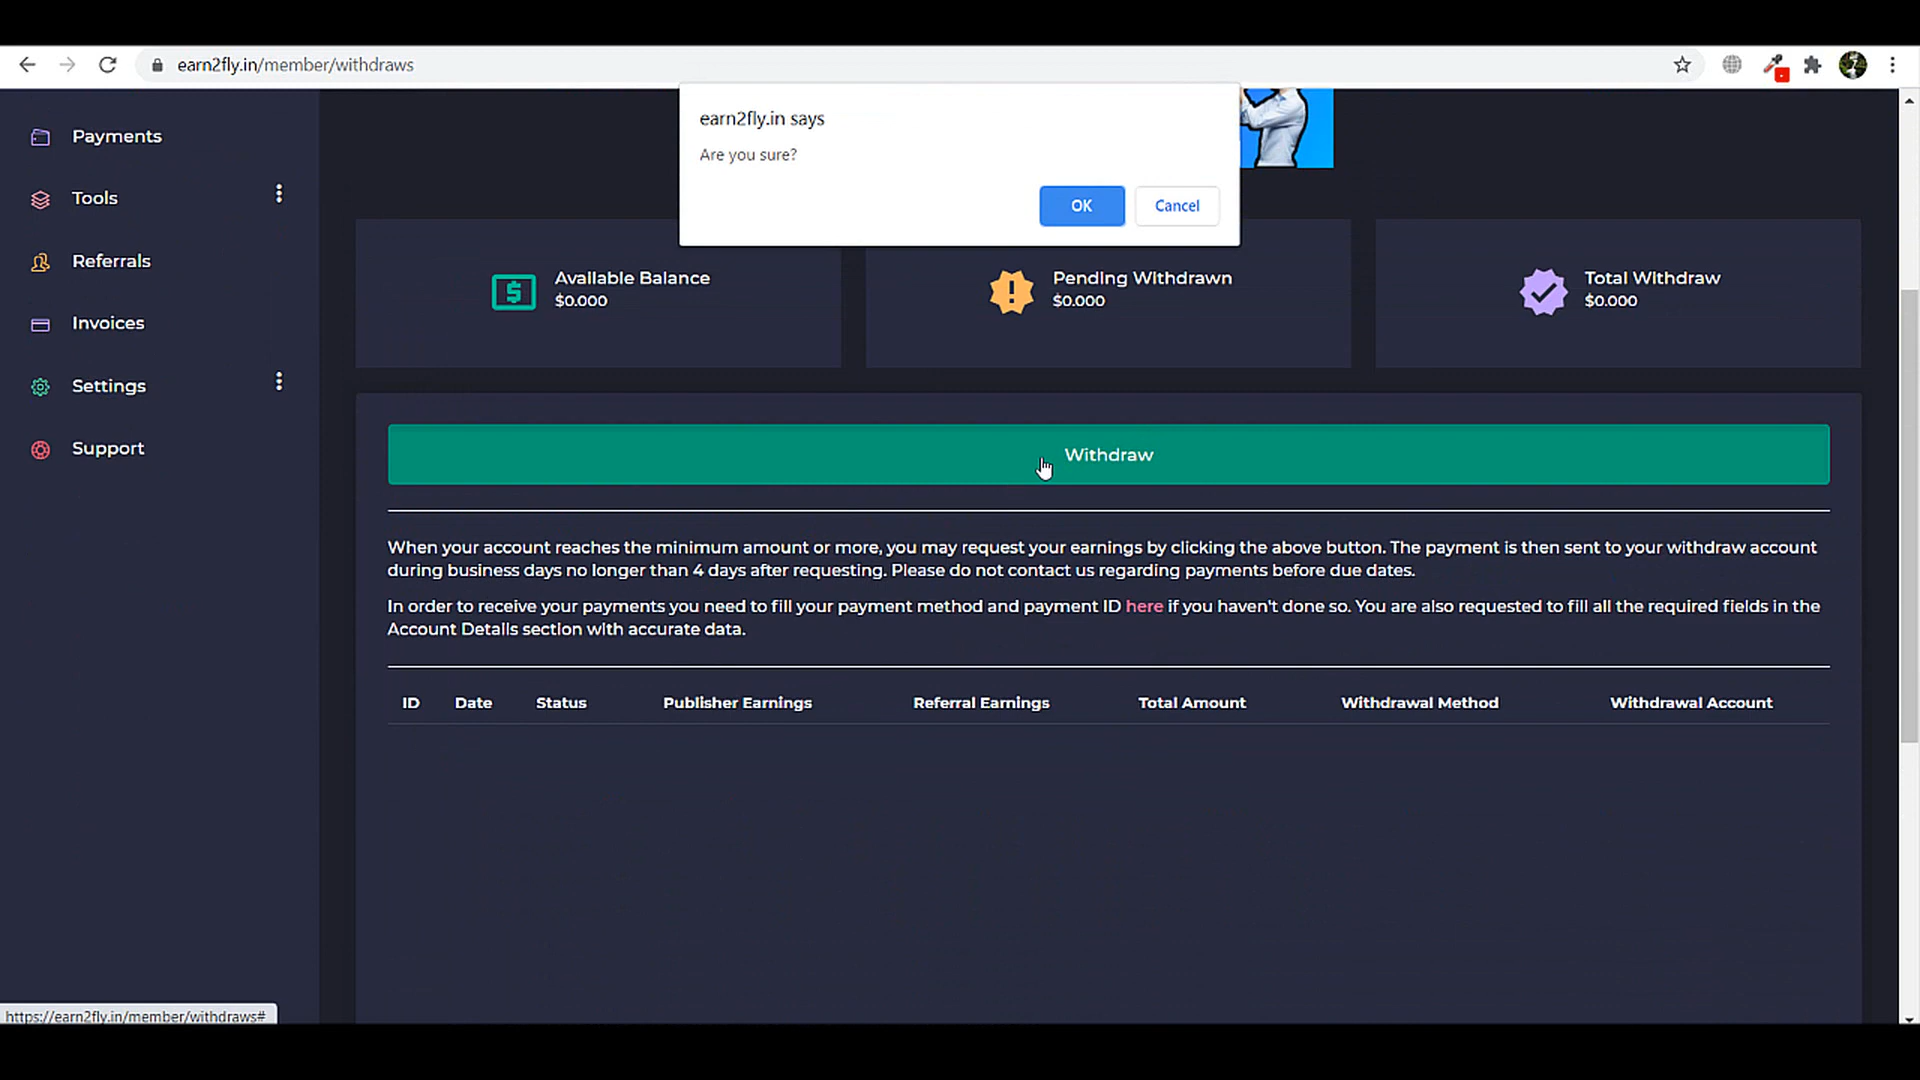 earn2fly.in/member/withdraws
earn2fly.in says
Are you sure?
OK
Cancel
Payments
Tools
Referrals
Invoices
Settings
Support
Available Balance
$0.000
Pending Withdrawn
$0.000
Total Withdraw
$0.000
Withdraw
When your account reaches the minimum amount or more, you may request your earnings by clicking the above button. The payment is then sent to your withdraw account
during business days no longer than 4 days after requesting. Please do not contact us regarding payments before due dates.
In order to receive your payments you need to fill your payment method and payment ID here if you haven't done so. You are also requested to fill all the required fields in the
Account Details section with accurate data.
ID Date Status Publisher Earnings Referral Earnings Total Amount Withdrawal Method Withdrawal Account
https://earn2fly.in/member/withdraws#